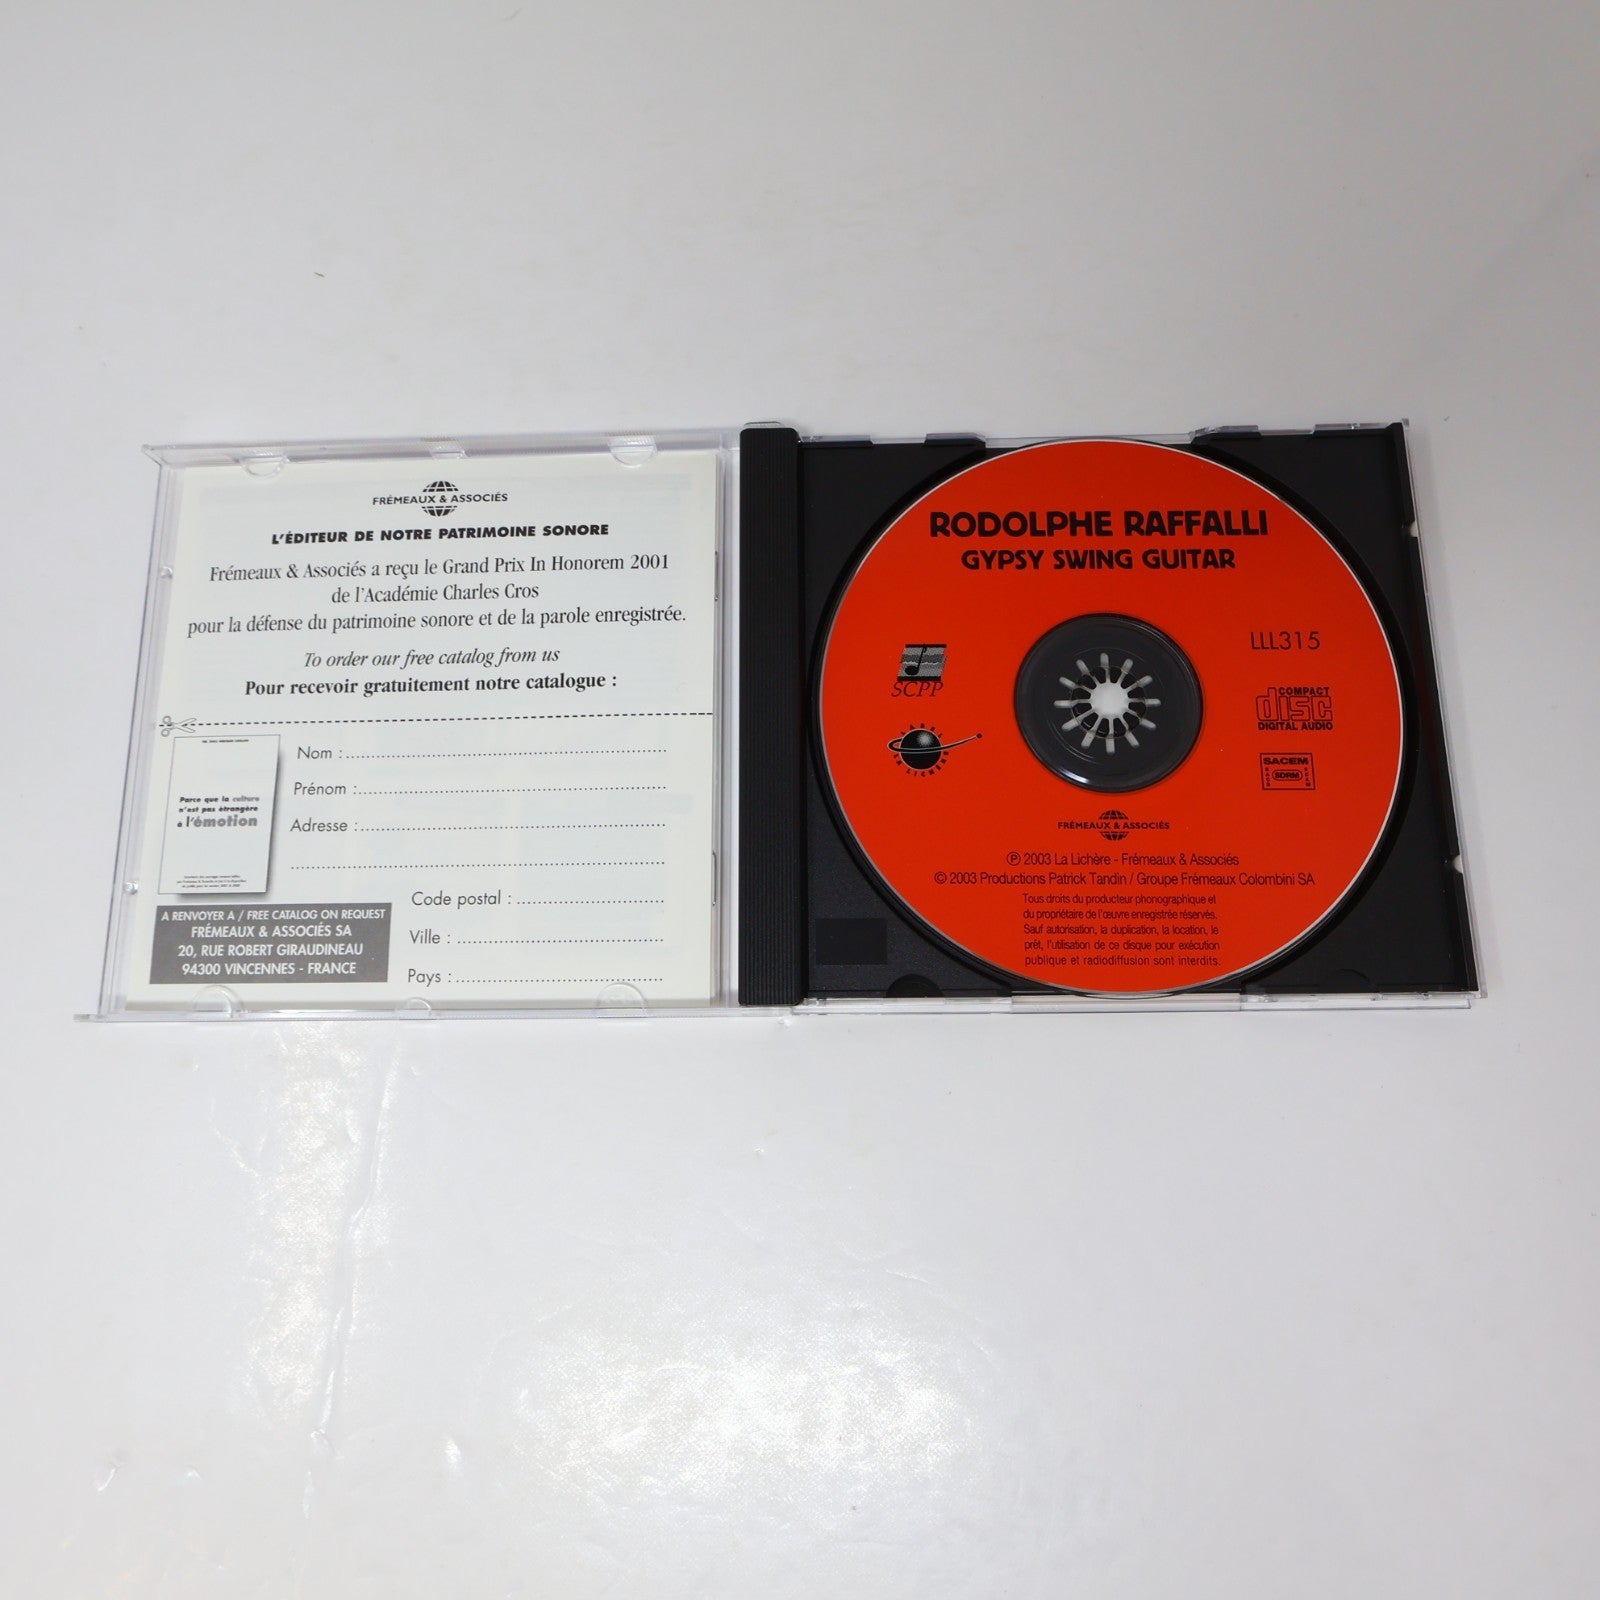 FRÉMEAUX & ASSOCIÉS
L'ÉDITEUR DE NOTRE PATRIMOINE SONORE
Frémeaux & Associés a reçu le Grand Prix In Honorem 2001
de l'Académie Charles Cros
pour la défense du patrimoine sonore et de la parole enregistrée.
To order our free catalog from us
Pour recevoir gratuitement notre catalogue :
Parce que la culture
n'est pas étrangère
à l'émotion
Nom :
Prénom :
Adresse :
Code postal :
Ville :
Pays :
A RENVOYER A / FREE CATALOG ON REQUEST
FRÉMEAUX & ASSOCIÉS SA
20, RUE ROBERT GIRAUDINEAU
94300 VINCENNES - FRANCE
RODOLPHE RAFFALLI
GYPSY SWING GUITAR
LLL315
SCPP
COMPACT
disc
DIGITAL AUDIO
LABEL
LA LICHÈRE
SACEM
SDRM
FRÉMEAUX & ASSOCIÉS
℗ 2003 La Lichère - Frémeaux & Associés
© 2003 Productions Patrick Tandin / Groupe Frémeaux Colombini SA
Tous droits du producteur phonographique et
du propriétaire de l'œuvre enregistrée réservés.
Sauf autorisation, la duplication, la location, le
prêt, l'utilisation de ce disque pour exécution
publique et radiodiffusion sont interdits.